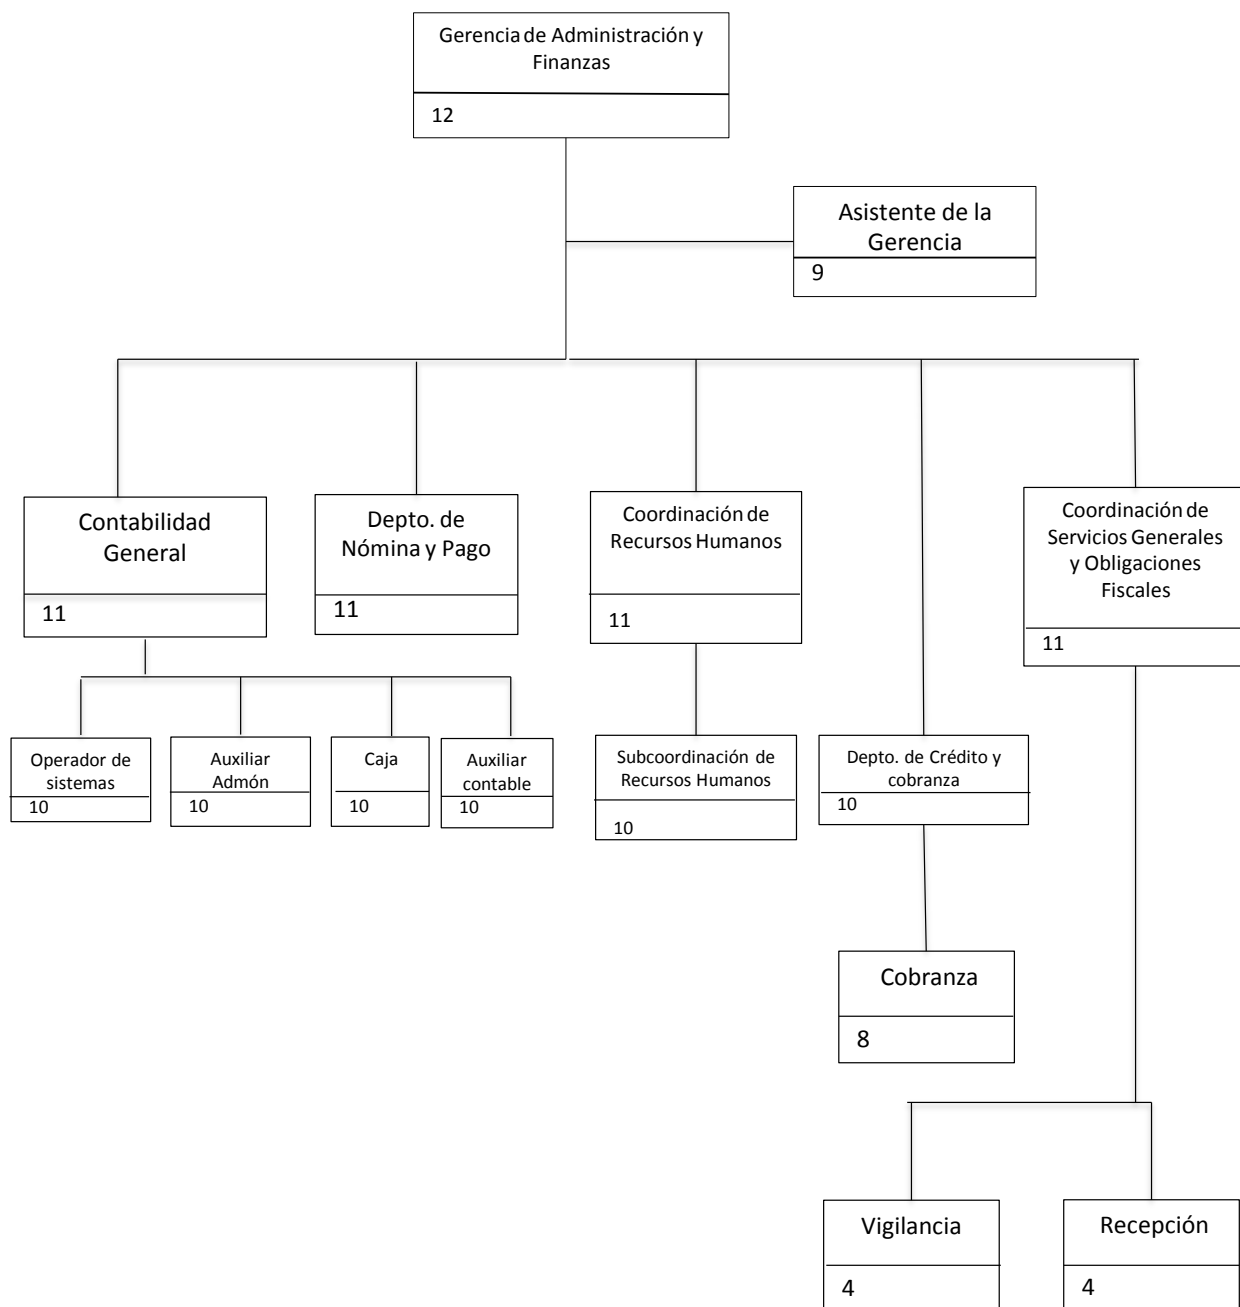 Gerencia de Administración y
Finanzas
12
Asistente de la
Gerencia
9
Contabilidad
General
11
Depto. de
Nómina y Pago
11
Coordinación de
Recursos Humanos
11
Coordinación de
Servicios Generales
y Obligaciones
Fiscales
11
Operador de
sistemas
10
Auxiliar
Admón
10
Caja
10
Auxiliar
contable
10
Subcoordinación de
Recursos Humanos
10
Depto. de Crédito y
cobranza
10
Cobranza
8
Vigilancia
4
Recepción
4